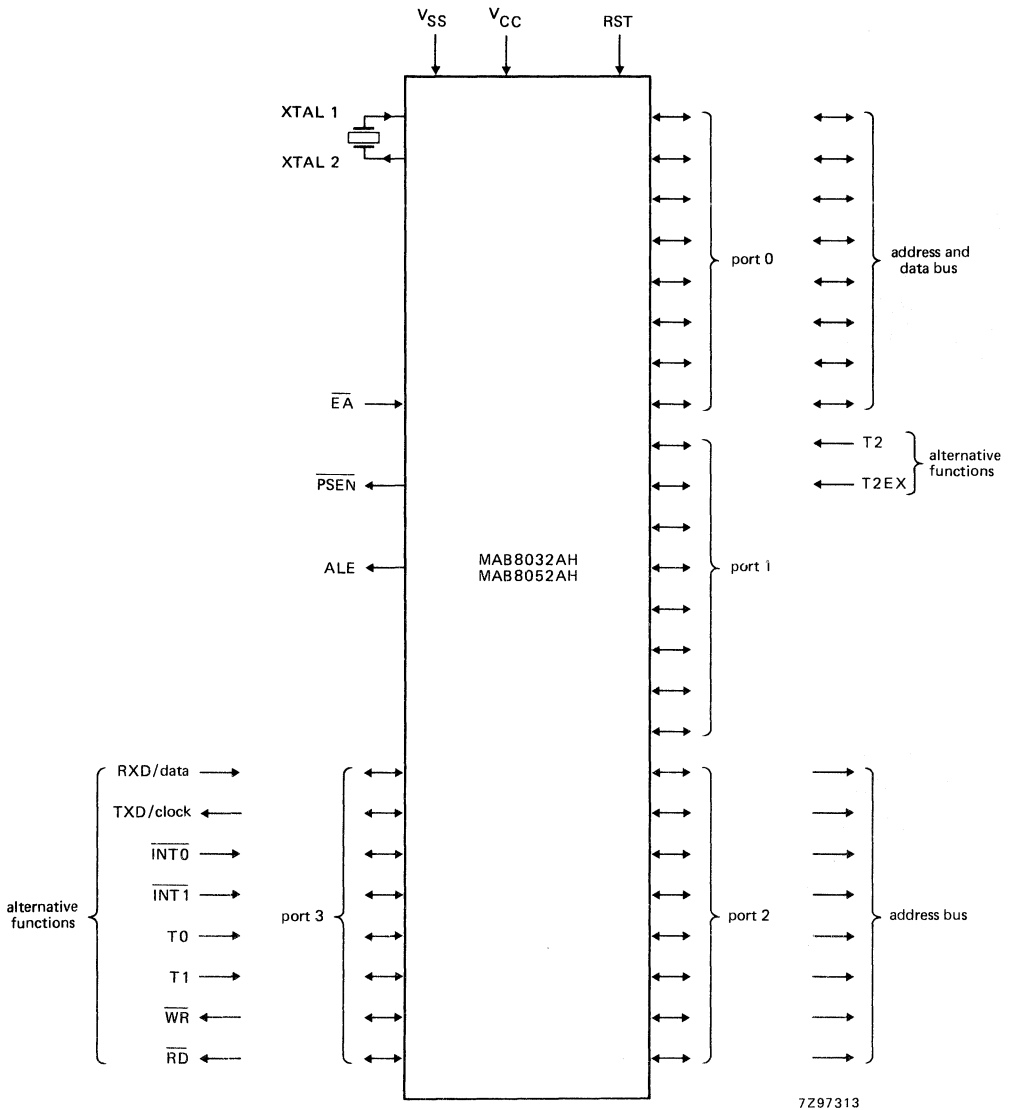 VSS VCC RST
XTAL 1
XTAL 2
port 0
address and
data bus
EA
T2
alternative
functions
PSEN
T2EX
ALE
MAB8032AH
MAB8052AH
port 1
RXD/data
TXD/clock
INT0
INT1
alternative
functions
port 3
port 2
address bus
T0
T1
WR
RD
7Z97313